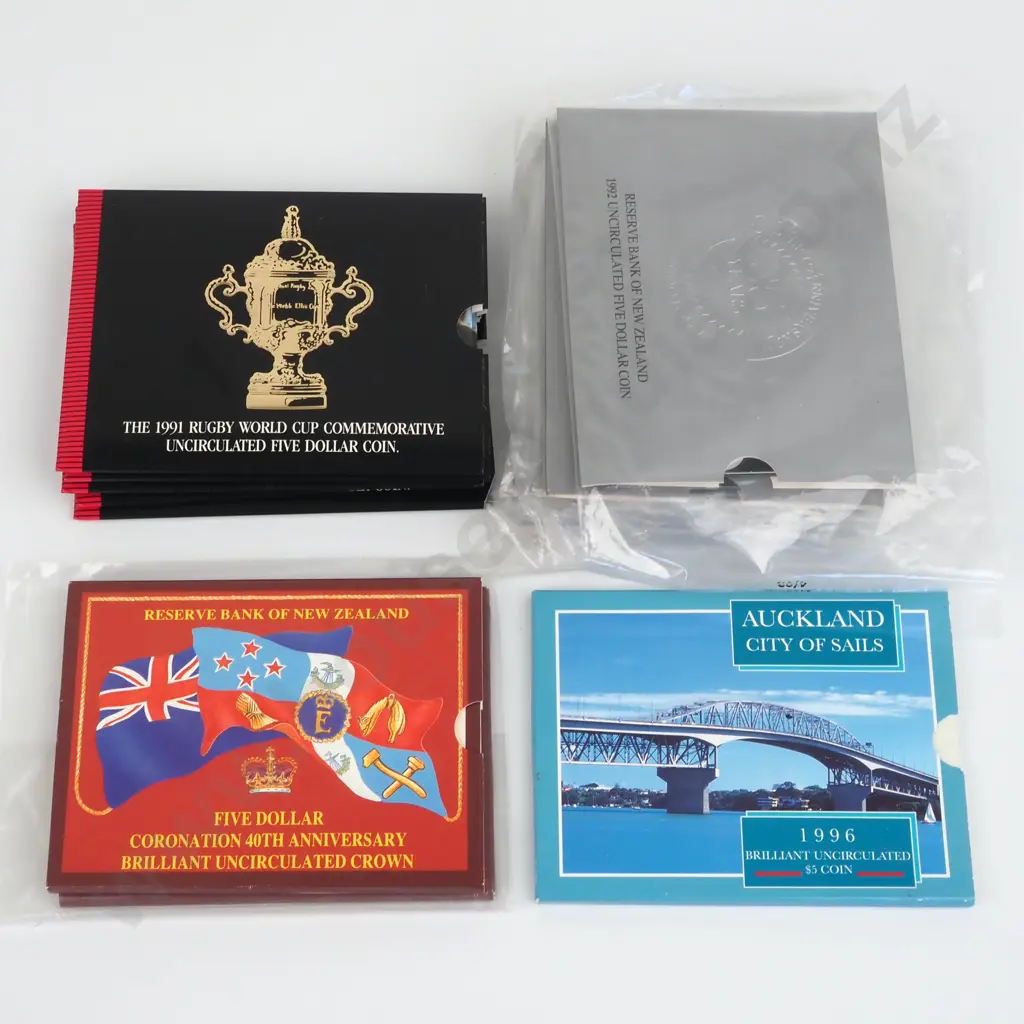 THE 1991 RUGBY WORLD CUP COMMEMORATIVE
UNCIRCULATED FIVE DOLLAR COIN.
RESERVE BANK OF NEW ZEALAND
1992 UNCIRCULATED FIVE DOLLAR COIN
YEARS
RESERVE BANK OF NEW ZEALAND
E
FIVE DOLLAR
CORONATION 40TH ANNIVERSARY
BRILLIANT UNCIRCULATED CROWN
AUCKLAND
CITY OF SAILS
1996
BRILLIANT UNCIRCULATED
$5 COIN